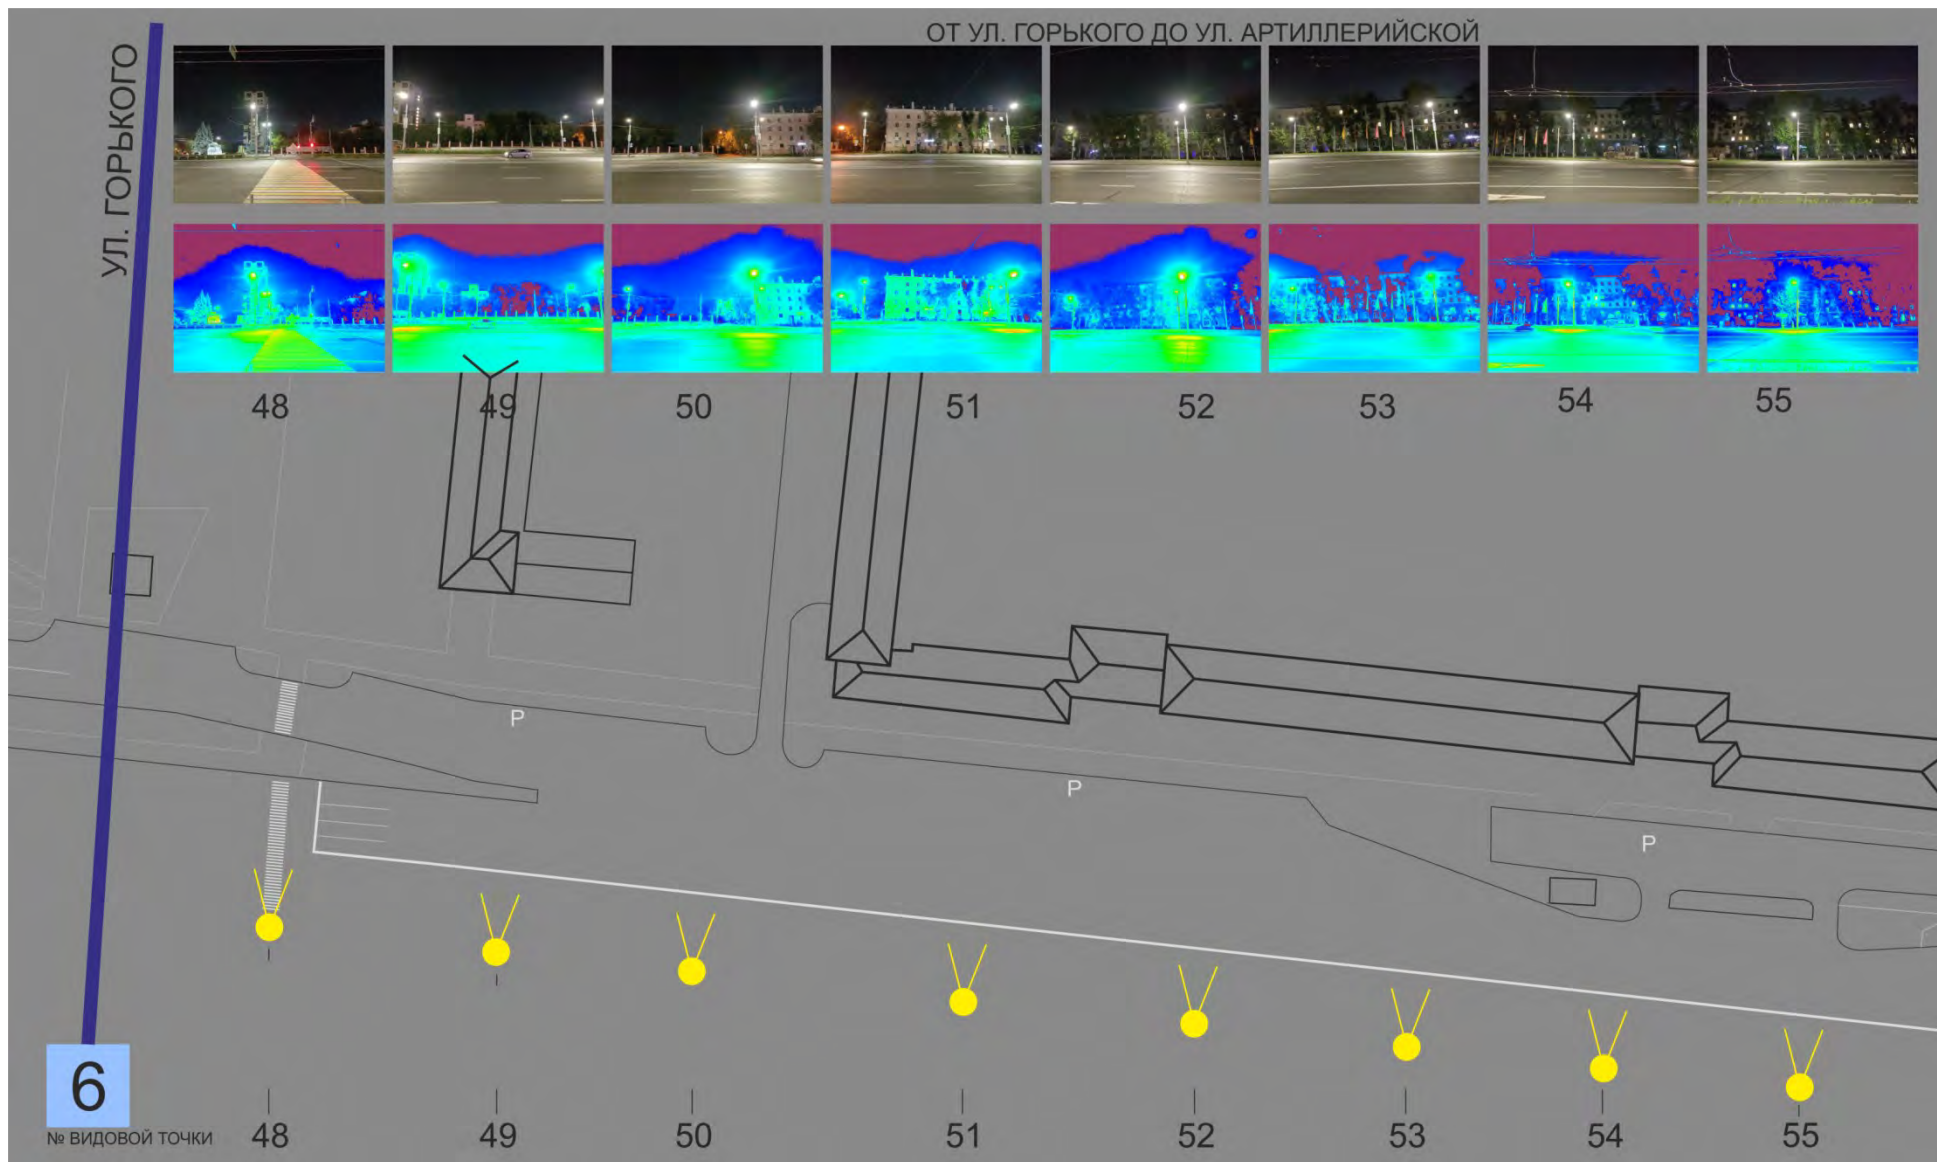 ОТ УЛ. ГОРЬКОГО ДО УЛ. АРТИЛЛЕРИЙСКОЙ
УЛ. ГОРЬКОГО
48 49 50 51 52 53 54 55
P
P
P
6
№ ВИДОВОЙ ТОЧКИ 48 49 50 51 52 53 54 55